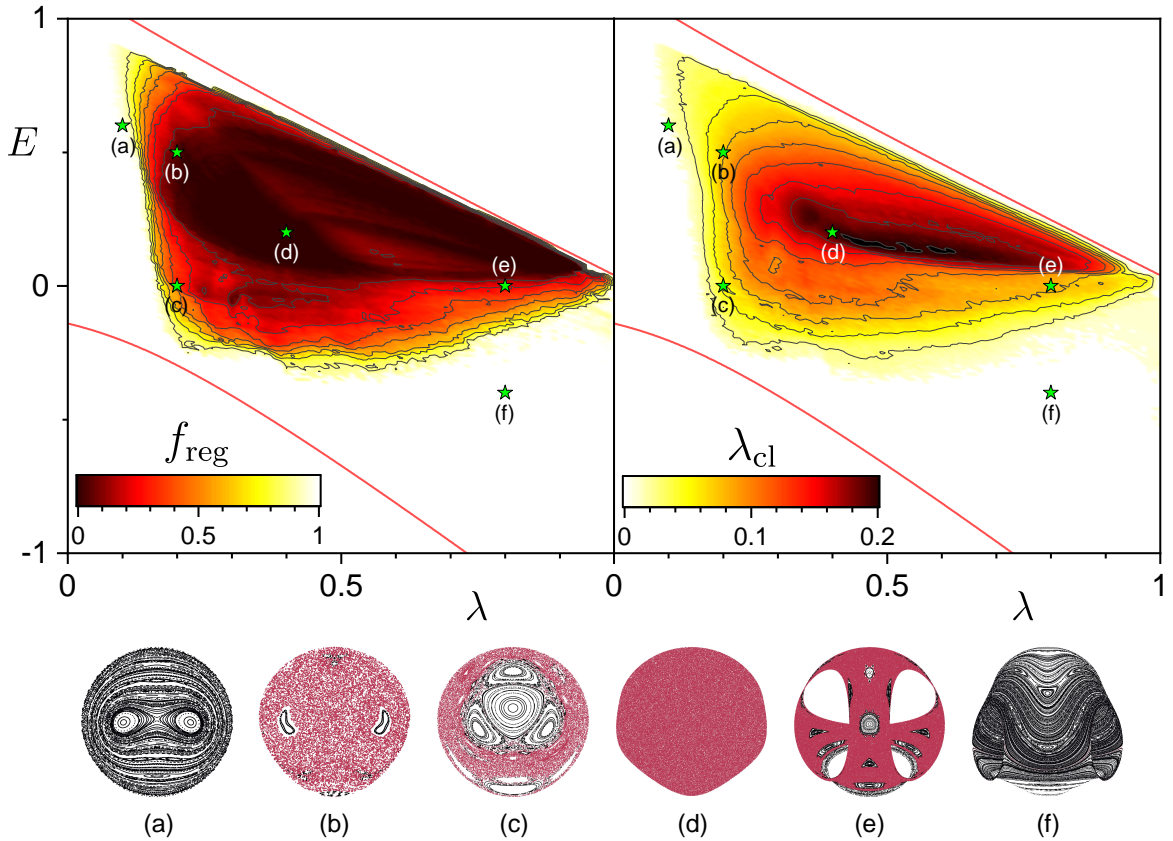 1
E
(a) (b) (a) (b)
0
(d) (e) (d) (e)
(c) (c)
(f) (f)
f_reg λ_cl
0 0.5 1 0 0.1 0.2
-1
0 0.5 0 0.5 1
λ λ
(a) (b) (c) (d) (e) (f)